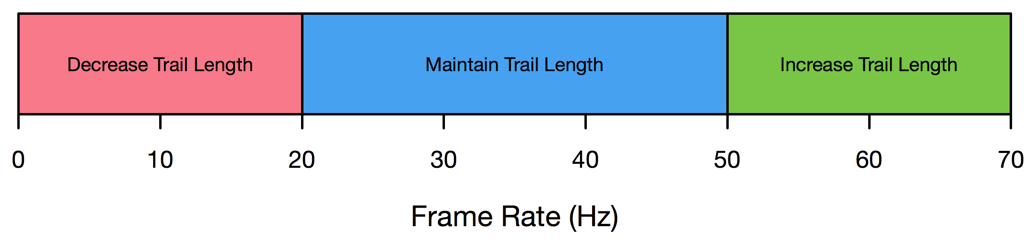 Decrease Trail Length Maintain Trail Length Increase Trail Length
0 10 20 30 40 50 60 70
Frame Rate (Hz)